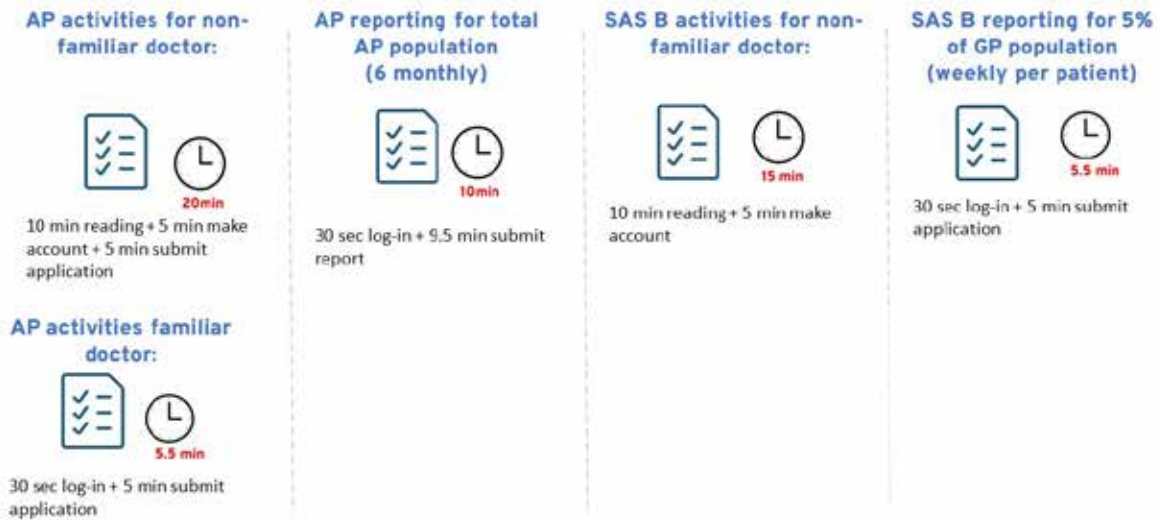 AP activities for non-
familiar doctor:
20min
10 min reading + 5 min make
account + 5 min submit
application
AP activities familiar
doctor:
5.5 min
30 sec log-in + 5 min submit
application
AP reporting for total
AP population
(6 monthly)
10min
30 sec log-in + 9.5 min submit
report
SAS B activities for non-
familiar doctor:
15 min
10 min reading + 5 min make
account
SAS B reporting for 5%
of GP population
(weekly per patient)
5.5 min
30 sec log-in + 5 min submit
application